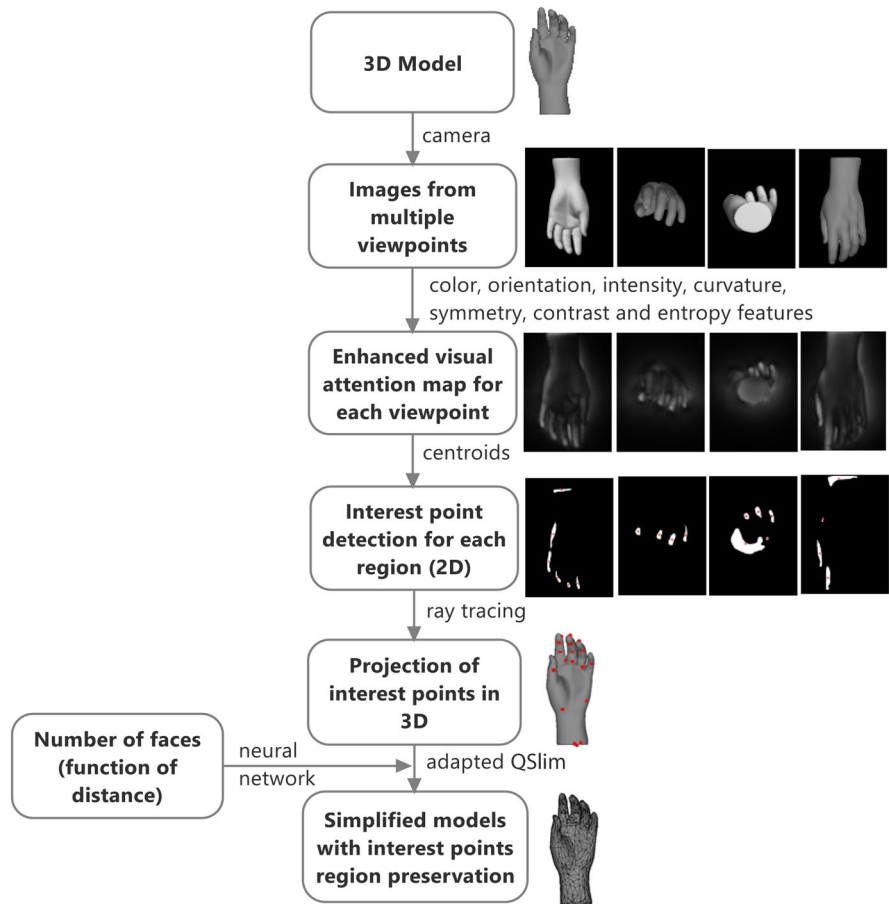 3D Model
camera
Images from
multiple
viewpoints
color, orientation, intensity, curvature,
symmetry, contrast and entropy features
Enhanced visual
attention map for
each viewpoint
centroids
Interest point
detection for each
region (2D)
ray tracing
Projection of
interest points in
3D
Number of faces
(function of
distance)
neural
network
adapted QSlim
Simplified models
with interest points
region preservation